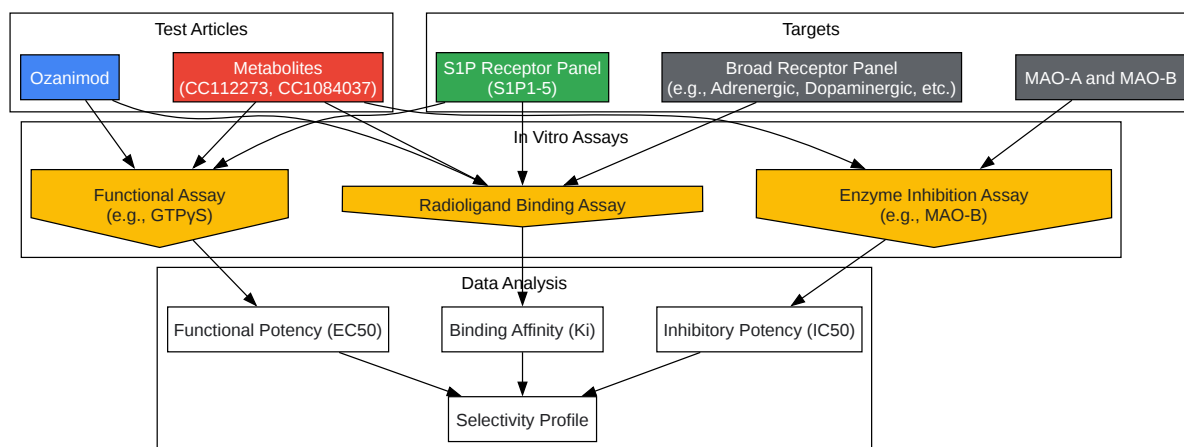 Test Articles
Targets
Ozanimod
Metabolites
(CC112273, CC1084037)
S1P Receptor Panel
(S1P1-5)
Broad Receptor Panel
(e.g., Adrenergic, Dopaminergic, etc.)
MAO-A and MAO-B
In Vitro Assays
Functional Assay
(e.g., GTPγS)
Radioligand Binding Assay
Enzyme Inhibition Assay
(e.g., MAO-B)
Data Analysis
Functional Potency (EC50)
Binding Affinity (Ki)
Inhibitory Potency (IC50)
Selectivity Profile